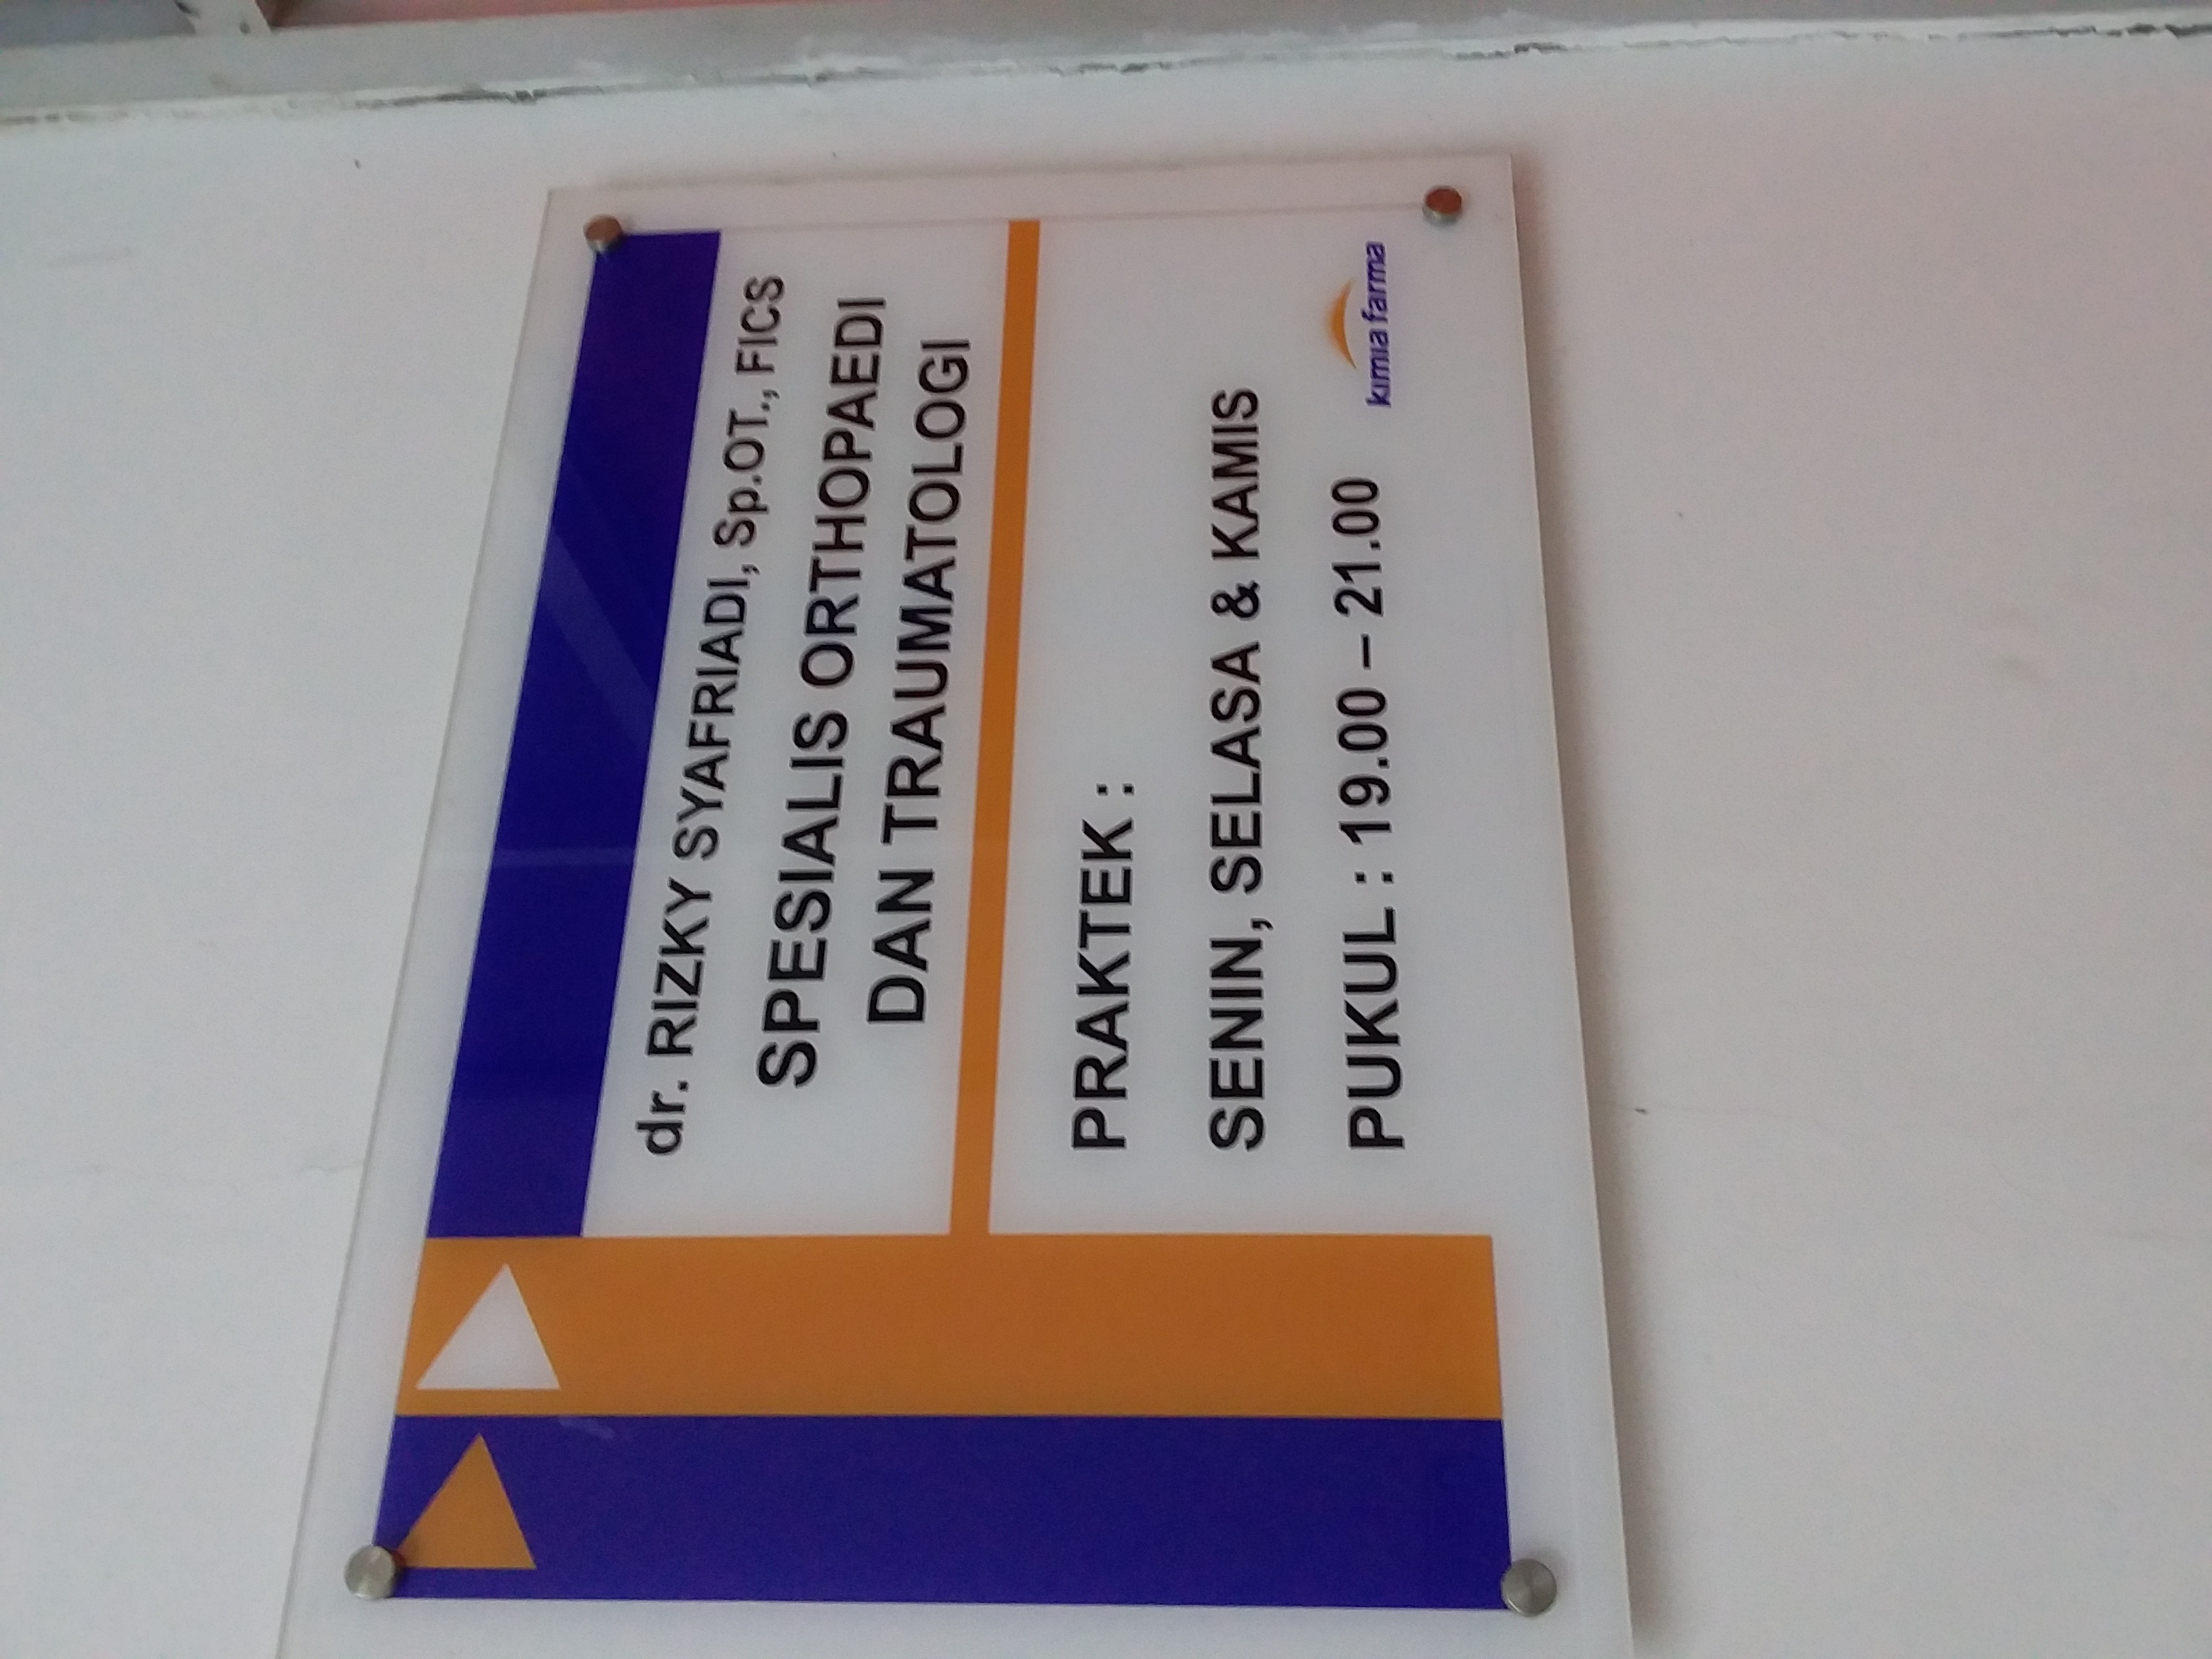 dr. RIZKY SYAFRIADI, Sp.OT., FICS
SPESIALIS ORTHOPAEDI
DAN TRAUMATOLOGI
PRAKTEK :
SENIN, SELASA & KAMIS
PUKUL : 19.00 – 21.00
kimia farma